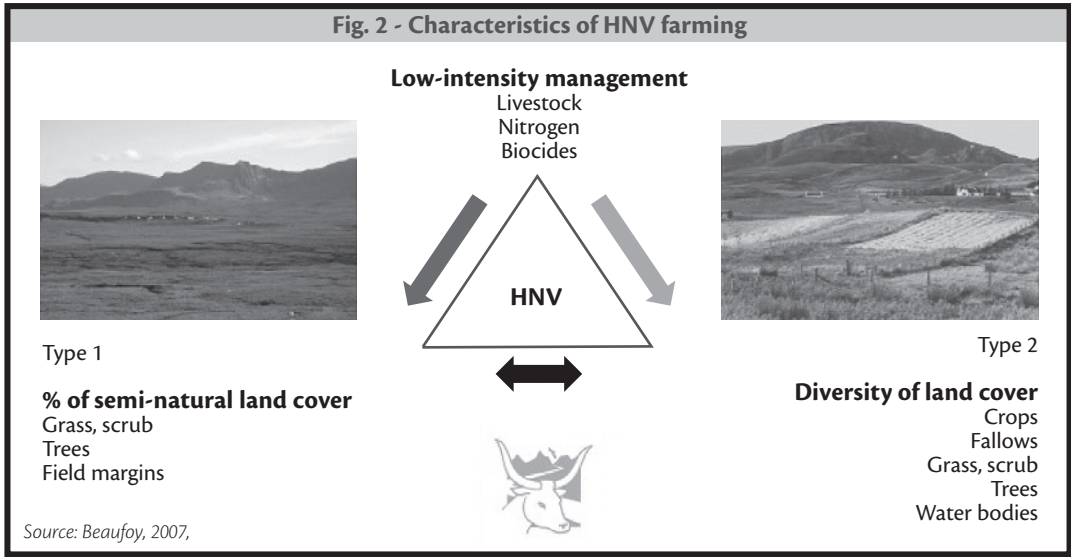 Fig. 2 - Characteristics of HNV farming
Low-intensity management
Livestock
Nitrogen
Biocides
HNV
Type 1
% of semi-natural land cover
Grass, scrub
Trees
Field margins
Type 2
Diversity of land cover
Crops
Fallows
Grass, scrub
Trees
Water bodies
Source: Beaufoy, 2007,